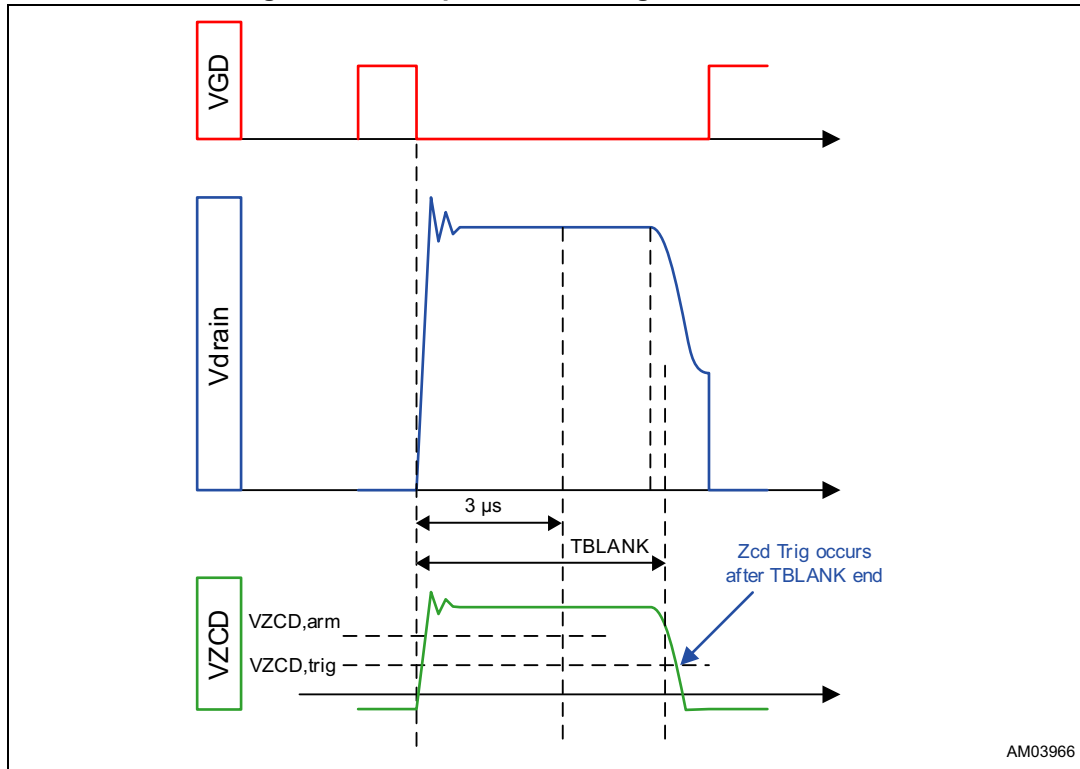 VGD
Vdrain
3 µs
TBLANK
Zcd Trig occurs
after TBLANK end
VZCD
VZCD,arm
VZCD,trig
AM03966